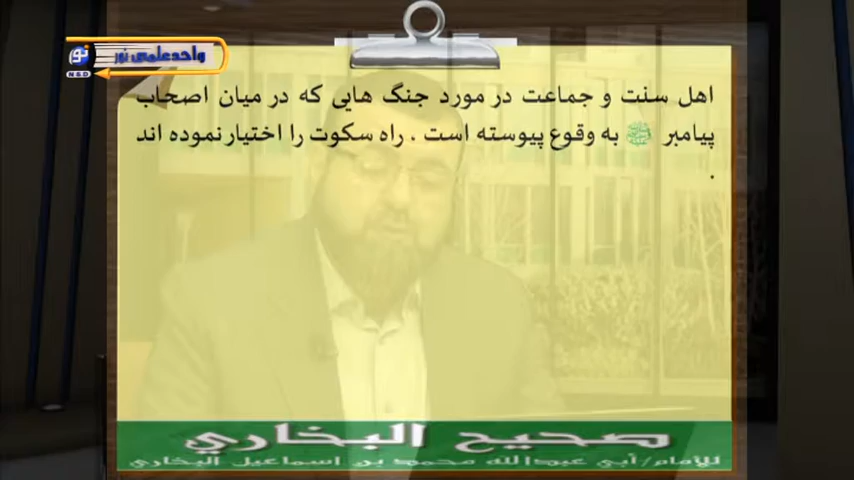 واحد علمی نور
نور
N&D
اهل سنت و جماعت در مورد جنگ هایی که در میان اصحاب
پیامبر ﷺ به وقوع پیوسته است . راه سکوت را اختیار نموده اند
.
صحيح البخاري
للإمام/أبي عبدالله محمد بن اسماعيل البخاري